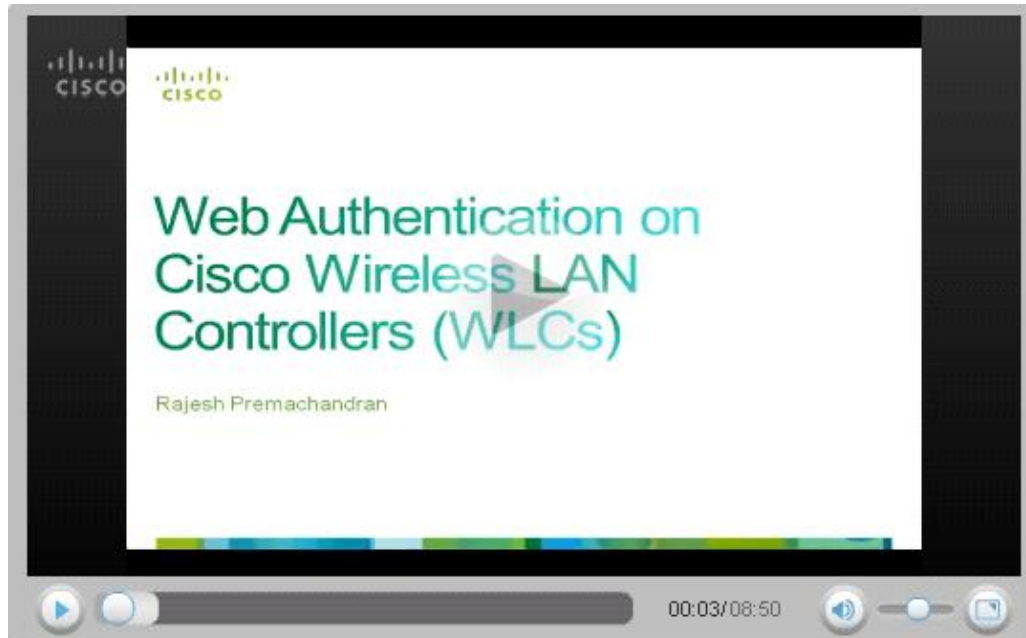 CISCO
CISCO
Web Authentication on
Cisco Wireless LAN
Controllers (WLCs)
Rajesh Premachandran
00:03/08:50